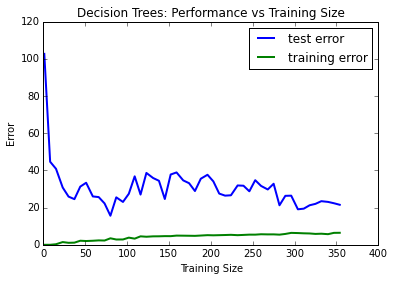 Decision Trees: Performance vs Training Size
120
100
80
60
40
20
0
Error
test error
training error
0 50 100 150 200 250 300 350 400
Training Size